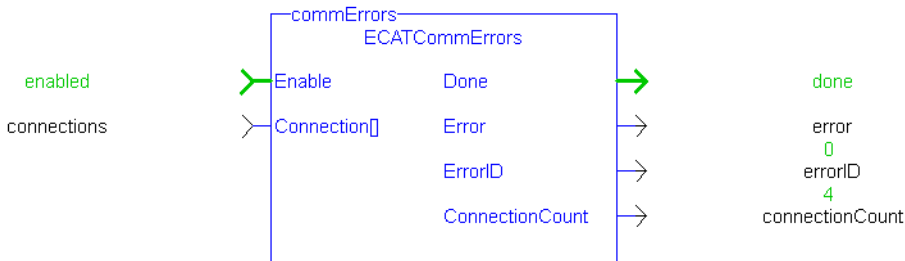 commErrors
ECATCommErrors
enabled Enable Done done
connections Connection[] Error error
0
ErrorID errorID
4
ConnectionCount connectionCount